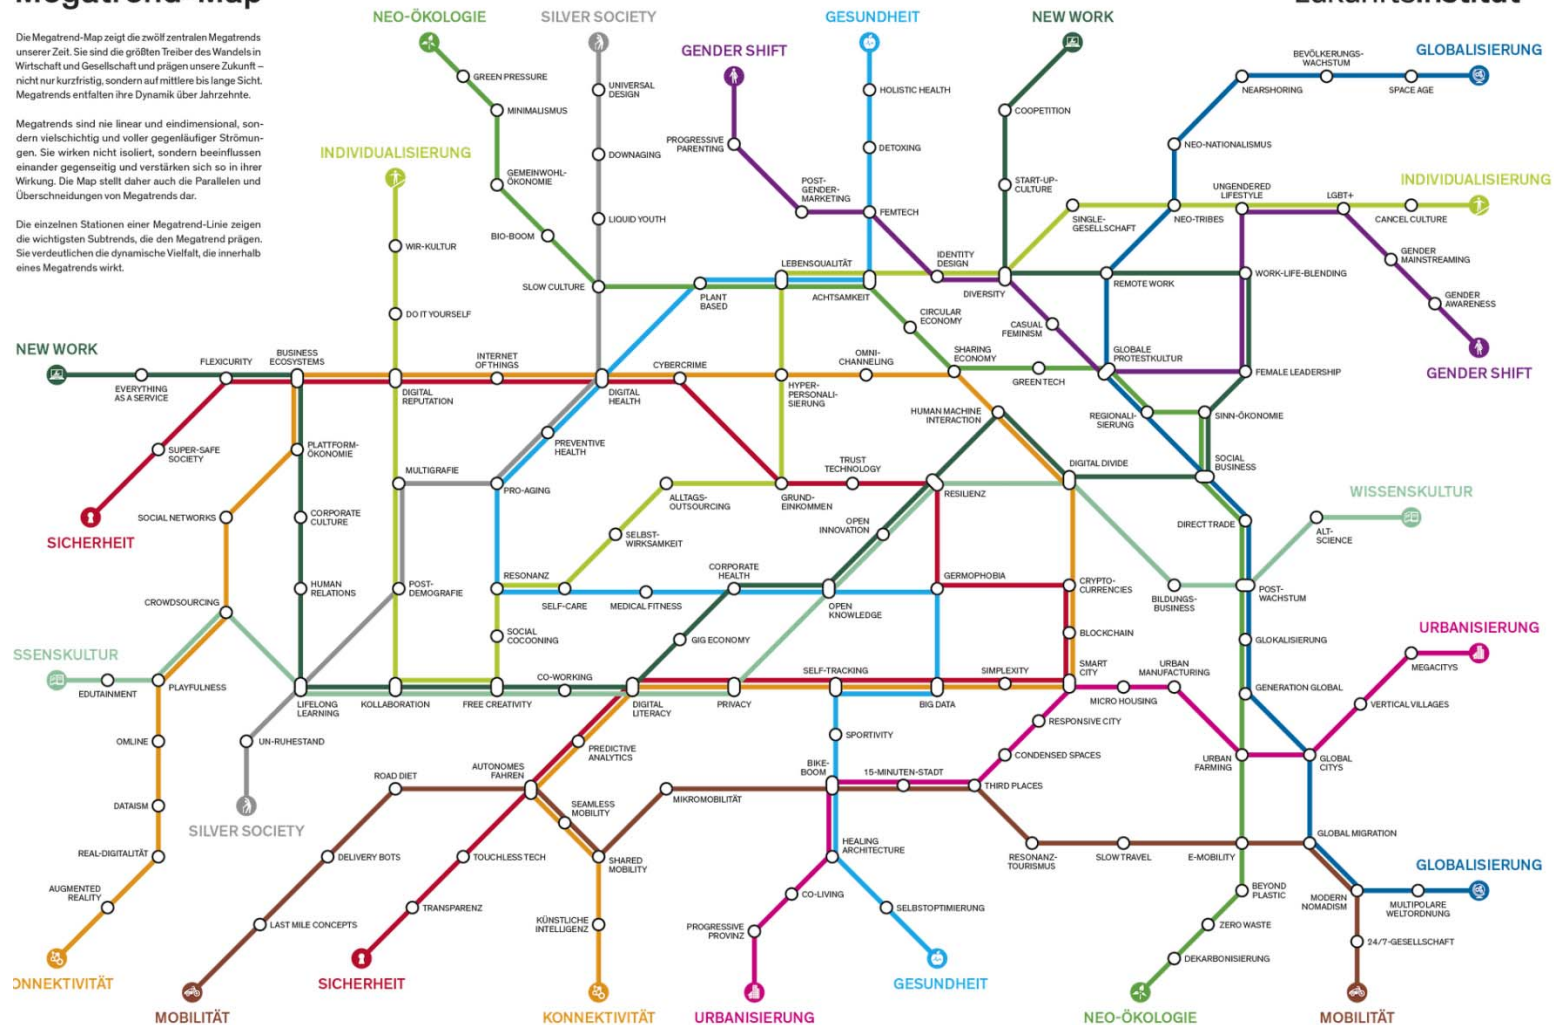 Megatrend-Map
Zukunftsinstitut
Die Megatrend-Map zeigt die zwölf zentralen Megatrends
unserer Zeit. Sie sind die größten Treiber des Wandels in
Wirtschaft und Gesellschaft und prägen unsere Zukunft –
nicht nur kurzfristig, sondern auf mittlere bis lange Sicht.
Megatrends entfalten ihre Dynamik über Jahrzehnte.
Megatrends sind nie linear und eindimensional, son-
dern vielschichtig und voller gegenläufiger Strömun-
gen. Sie wirken nicht isoliert, sondern beeinflussen
einander gegenseitig und verstärken sich so in ihrer
Wirkung. Die Map stellt daher auch die Parallelen und
Überschneidungen von Megatrends dar.
Die einzelnen Stationen einer Megatrend-Linie zeigen
die wichtigsten Subtrends, die den Megatrend prägen.
Sie verdeutlichen die dynamische Vielfalt, die innerhalb
eines Megatrends wirkt.
NEO-ÖKOLOGIE
SILVER SOCIETY
GESUNDHEIT
NEW WORK
GENDER SHIFT
GLOBALISIERUNG
BEVÖLKERUNGS-
WACHSTUM
NEARSHORING
SPACE AGE
GREEN PRESSURE
UNIVERSAL
DESIGN
HOLISTIC HEALTH
MINIMALISMUS
COOPETITION
PROGRESSIVE
PARENTING
DETOXING
NEO-NATIONALISMUS
INDIVIDUALISIERUNG
DOWNAGING
GEMEINWOHL-
ÖKONOMIE
POST-
GENDER-
MARKETING
START-UP-
CULTURE
UNGENDERED
LIFESTYLE
LGBT+
INDIVIDUALISIERUNG
LIQUID YOUTH
FEMTECH
SINGLE-
GESELLSCHAFT
NEO-TRIBES
CANCEL CULTURE
WIR-KULTUR
BIO-BOOM
IDENTITY
DESIGN
GENDER
MAINSTREAMING
LEBENSQUALITÄT
SLOW CULTURE
PLANT
BASED
ACHTSAMKEIT
DIVERSITY
REMOTE WORK
WORK-LIFE-BLENDING
GENDER
AWARENESS
DO IT YOURSELF
CIRCULAR
ECONOMY
CASUAL
FEMINISM
NEW WORK
FLEXICURITY
BUSINESS
ECOSYSTEMS
INTERNET
OF THINGS
CYBERCRIME
OMNI-
CHANNELING
SHARING
ECONOMY
GLOBALE
PROTESTKULTUR
GENDER SHIFT
EVERYTHING
AS A SERVICE
DIGITAL
REPUTATION
DIGITAL
HEALTH
HYPER-
PERSONALI-
SIERUNG
GREEN TECH
FEMALE LEADERSHIP
HUMAN MACHINE
INTERACTION
REGIONALI-
SIERUNG
SINN-ÖKONOMIE
SUPER-SAFE
SOCIETY
PLATTFORM-
ÖKONOMIE
PREVENTIVE
HEALTH
TRUST
TECHNOLOGY
DIGITAL DIVIDE
SOCIAL
BUSINESS
MULTIGRAFIE
PRO-AGING
ALLTAGS-
OUTSOURCING
GRUND-
EINKOMMEN
RESILIENZ
WISSENSKULTUR
SICHERHEIT
SOCIAL NETWORKS
CORPORATE
CULTURE
SELBST-
WIRKSAMKEIT
OPEN
INNOVATION
DIRECT TRADE
ALT-
SCIENCE
RESONANZ
CORPORATE
HEALTH
GERMOPHOBIA
HUMAN
RELATIONS
POST-
DEMOGRAFIE
SELF-CARE
MEDICAL FITNESS
OPEN
KNOWLEDGE
CRYPTO-
CURRENCIES
BILDUNGS-
BUSINESS
POST-
WACHSTUM
CROWDSOURCING
SOCIAL
COCOONING
GIG ECONOMY
BLOCKCHAIN
GLOKALISIERUNG
URBANISIERUNG
SSENSKULTUR
MEGACITYS
EDUTAINMENT
PLAYFULNESS
CO-WORKING
SELF-TRACKING
SIMPLEXITY
SMART
CITY
URBAN
MANUFACTURING
LIFELONG
LEARNING
KOLLABORATION
FREE CREATIVITY
DIGITAL
LITERACY
PRIVACY
BIG DATA
MICRO HOUSING
GENERATION GLOBAL
VERTICAL VILLAGES
OMLINE
UN-RUHESTAND
PREDICTIVE
ANALYTICS
SPORTIVITY
RESPONSIVE CITY
CONDENSED SPACES
URBAN
FARMING
GLOBAL
CITYS
ROAD DIET
AUTONOMES
FAHREN
BIKE-
BOOM
15-MINUTEN-STADT
THIRD PLACES
DATAISM
SEAMLESS
MOBILITY
MIKROMOBILITÄT
SILVER SOCIETY
HEALING
ARCHITECTURE
GLOBAL MIGRATION
REAL-DIGITALITÄT
DELIVERY BOTS
TOUCHLESS TECH
SHARED
MOBILITY
RESONANZ-
TOURISMUS
SLOW TRAVEL
E-MOBILITY
GLOBALISIERUNG
AUGMENTED
REALITY
CO-LIVING
BEYOND
PLASTIC
MODERN
NOMADISM
MULTIPOLARE
WELTORDNUNG
LAST MILE CONCEPTS
TRANSPARENZ
KÜNSTLICHE
INTELLIGENZ
PROGRESSIVE
PROVINZ
SELBSTOPTIMIERUNG
ZERO WASTE
24/7-GESELLSCHAFT
DEKARBONISIERUNG
ONNEKTIVITÄT
SICHERHEIT
GESUNDHEIT
MOBILITÄT
KONNEKTIVITÄT
URBANISIERUNG
NEO-ÖKOLOGIE
MOBILITÄT